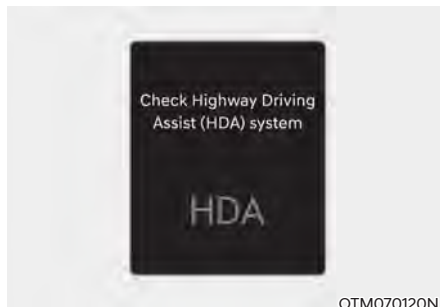 Check Highway Driving
Assist (HDA) system
HDA
OTM070120N